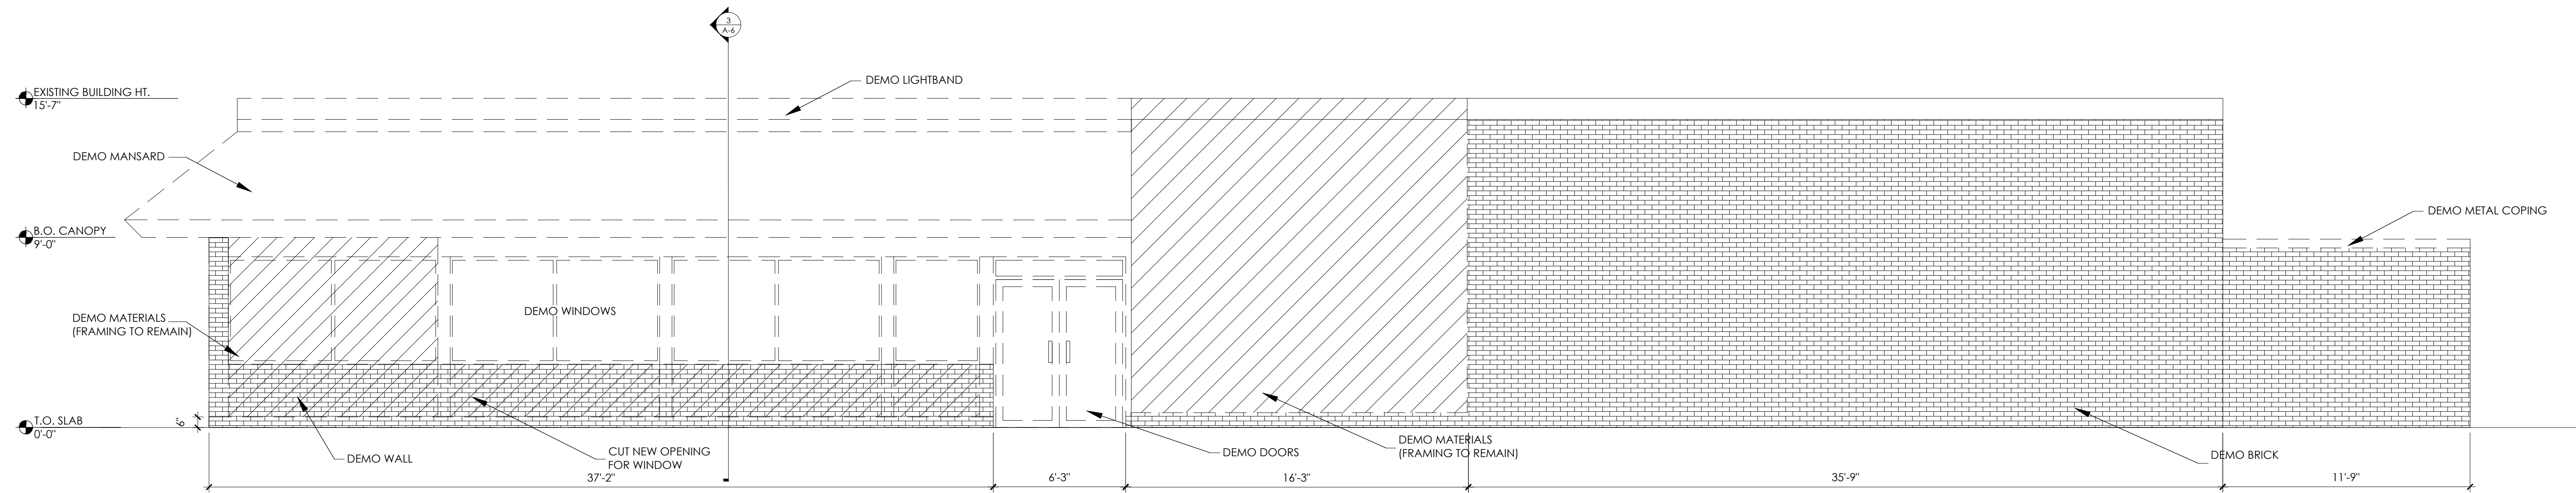 3
A-6
DEMO LIGHTBAND
EXISTING BUILDING HT.
15'-7"
DEMO MANSARD
DEMO METAL COPING
B.O. CANOPY
9'-0"
DEMO WINDOWS
DEMO MATERIALS
(FRAMING TO REMAIN)
T.O. SLAB
0'-0"
6"
DEMO WALL
CUT NEW OPENING
FOR WINDOW
DEMO DOORS
DEMO MATERIALS
(FRAMING TO REMAIN)
DEMO BRICK
37'-2"
6'-3"
16'-3"
35'-9"
11'-9"